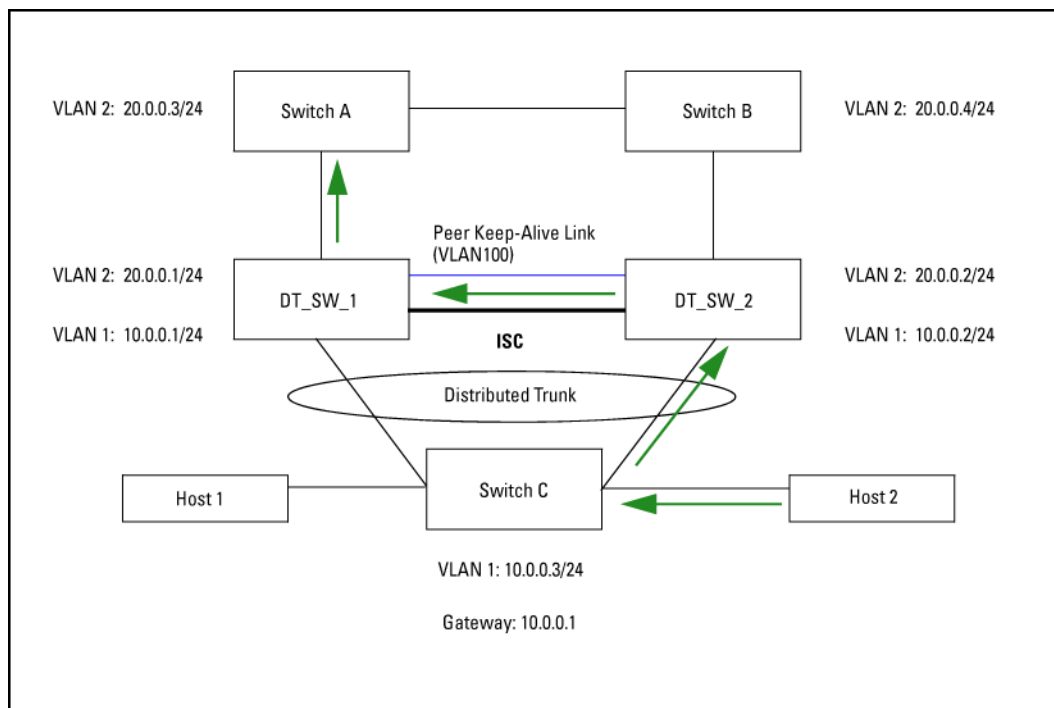 VLAN 2: 20.0.0.3/24
Switch A
Switch B
VLAN 2: 20.0.0.4/24
Peer Keep-Alive Link
(VLAN100)
VLAN 2: 20.0.0.1/24
DT_SW_1
DT_SW_2
VLAN 2: 20.0.0.2/24
VLAN 1: 10.0.0.1/24
ISC
VLAN 1: 10.0.0.2/24
Distributed Trunk
Host 1
Switch C
Host 2
VLAN 1: 10.0.0.3/24
Gateway: 10.0.0.1